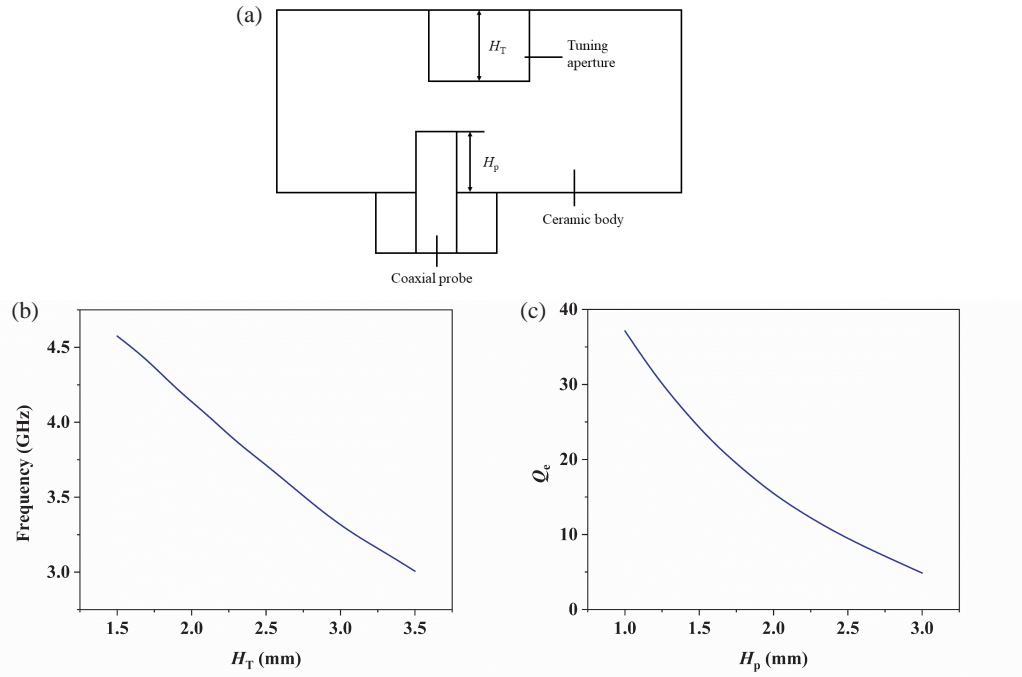 (a)
H_T
Tuning
aperture
H_p
Ceramic body
Coaxial probe
(b)
4.5
4.0
3.5
3.0
Frequency (GHz)
1.5 2.0 2.5 3.0 3.5
H_T (mm)
(c)
40
30
20
10
0
Q_e
1.0 1.5 2.0 2.5 3.0
H_p (mm)